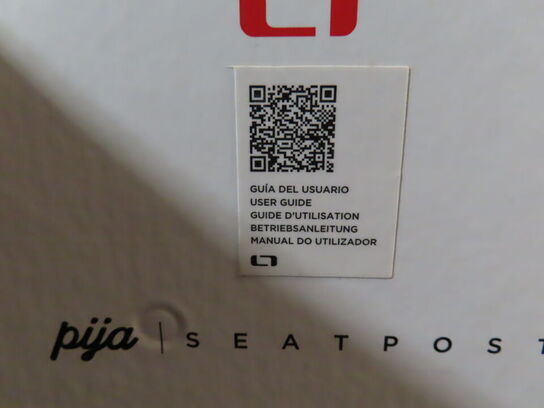 GUÍA DEL USUARIO
USER GUIDE
GUIDE D'UTILISATION
BETRIEBSANLEITUNG
MANUAL DO UTILIZADOR
pija | SEATPOST